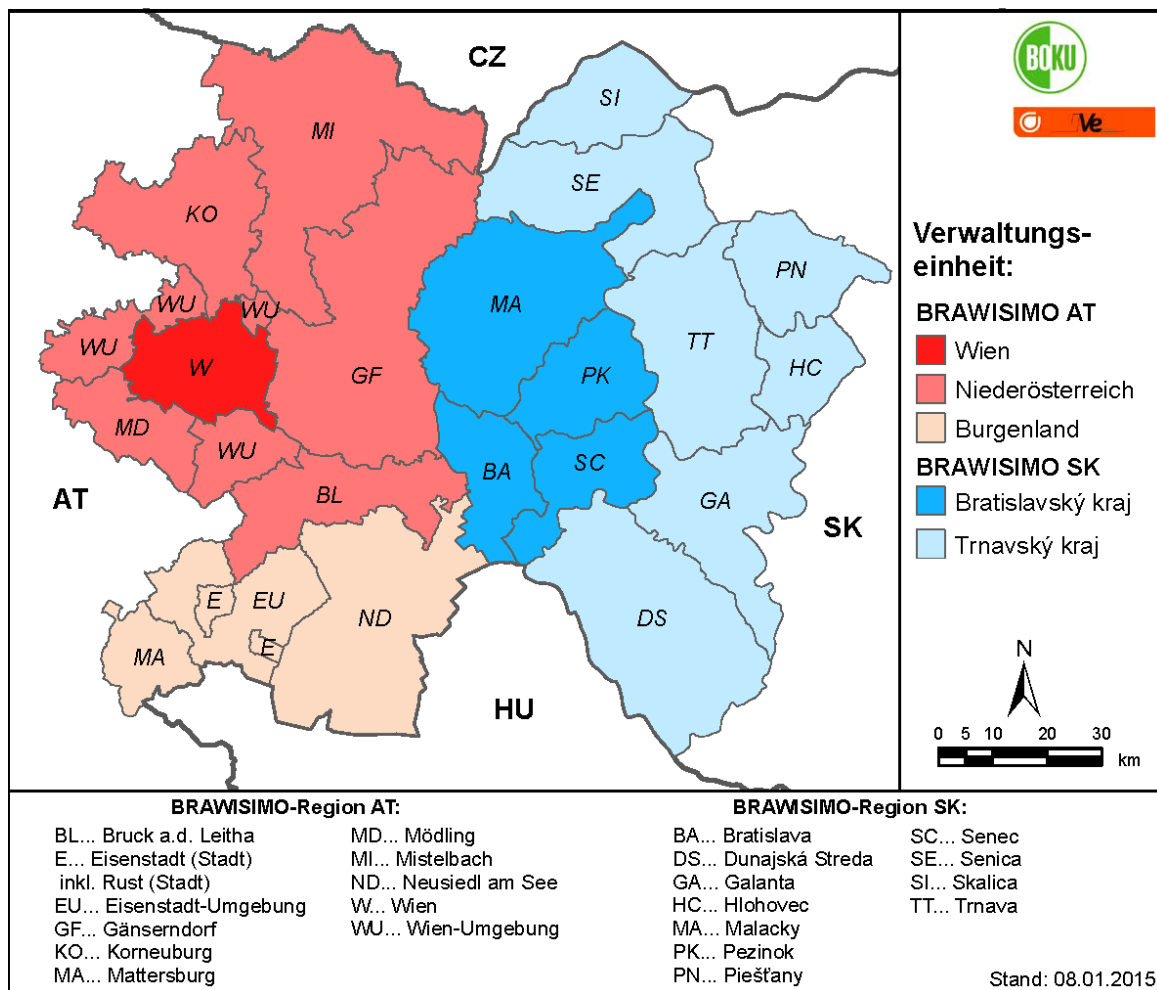 CZ
SI
MI
SE
KO
PN
WU
WU
MA
WU
TT
W
GF
PK
HC
MD
WU
BA
SC
BL
GA
AT
SK
E
EU
ND
DS
E
MA
HU
BOKU
Ve
Verwaltungs-
einheit:
BRAWISIMO AT
Wien
Niederösterreich
Burgenland
BRAWISIMO SK
Bratislavský kraj
Trnavský kraj
N
0 5 10 20 30
km
BRAWISIMO-Region AT:
BL... Bruck a.d. Leitha
E... Eisenstadt (Stadt)
inkl. Rust (Stadt)
EU... Eisenstadt-Umgebung
GF... Gänserndorf
KO... Korneuburg
MA... Mattersburg
MD... Mödling
MI... Mistelbach
ND... Neusiedl am See
W... Wien
WU... Wien-Umgebung
BRAWISIMO-Region SK:
BA... Bratislava
DS... Dunajská Streda
GA... Galanta
HC... Hlohovec
MA... Malacky
PK... Pezinok
PN... Piešťany
SC... Senec
SE... Senica
SI... Skalica
TT... Trnava
Stand: 08.01.2015